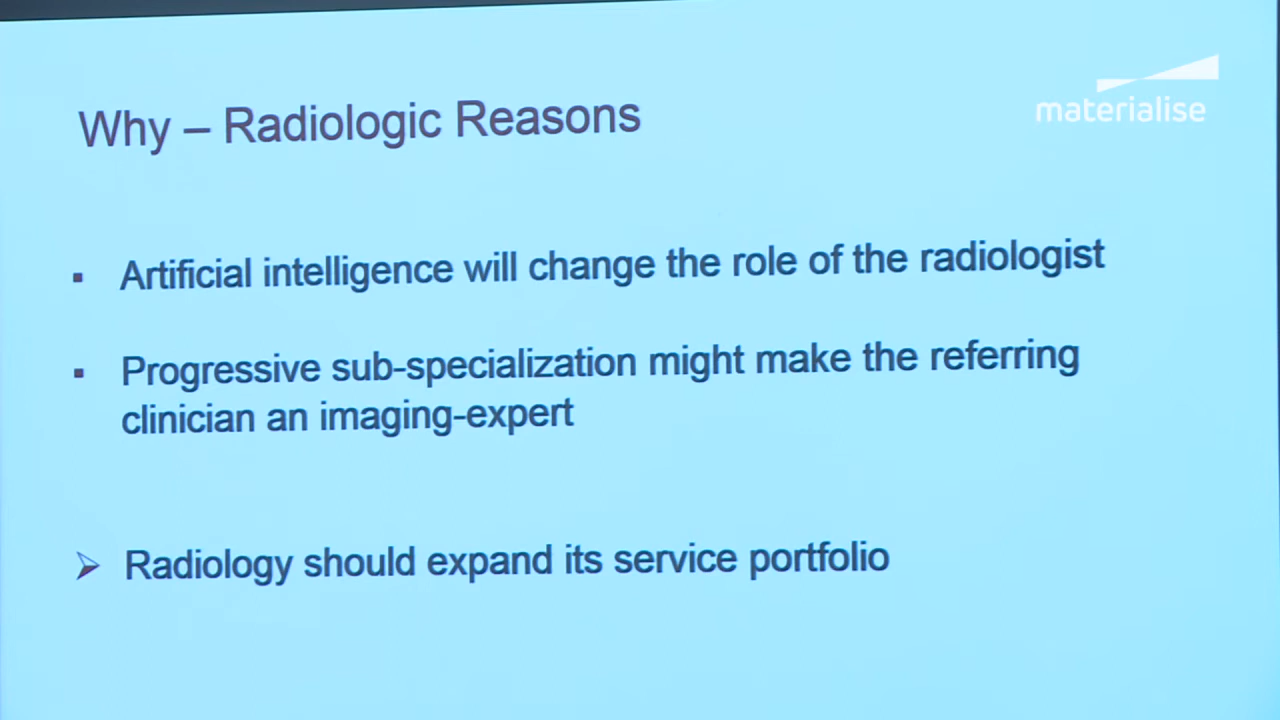 materialise
Why – Radiologic Reasons
▪ Artificial intelligence will change the role of the radiologist
▪ Progressive sub-specialization might make the referring
clinician an imaging-expert
➢ Radiology should expand its service portfolio